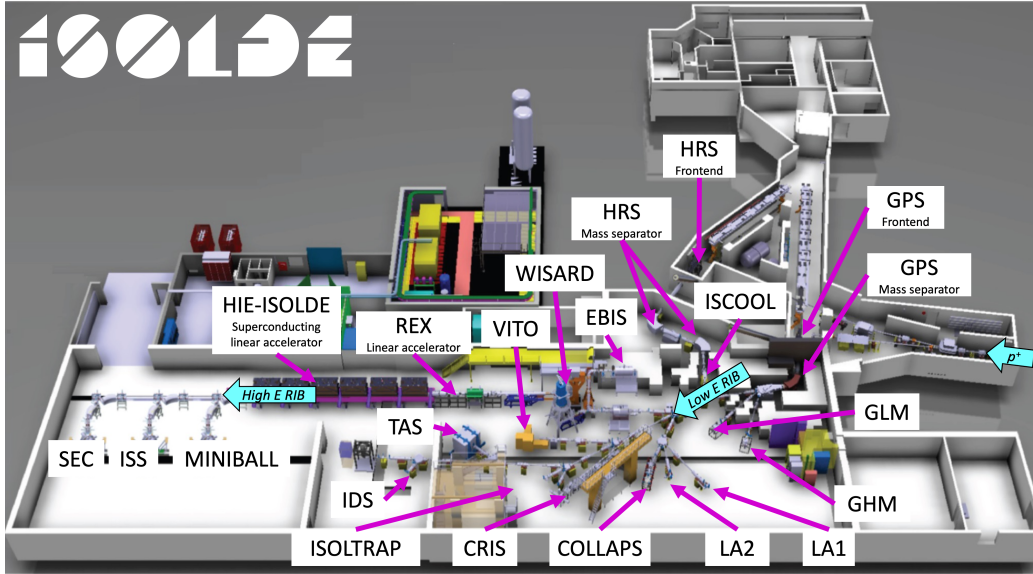 ISOLDE
HRS
Frontend
HRS
Mass separator
GPS
Frontend
GPS
Mass separator
WISARD
ISCOOL
HIE-ISOLDE
Superconducting
linear accelerator
REX
Linear accelerator
VITO
EBIS
p+
High E RIB
Low E RIB
TAS
GLM
SEC
ISS
MINIBALL
IDS
GHM
ISOLTRAP
CRIS
COLLAPS
LA2
LA1